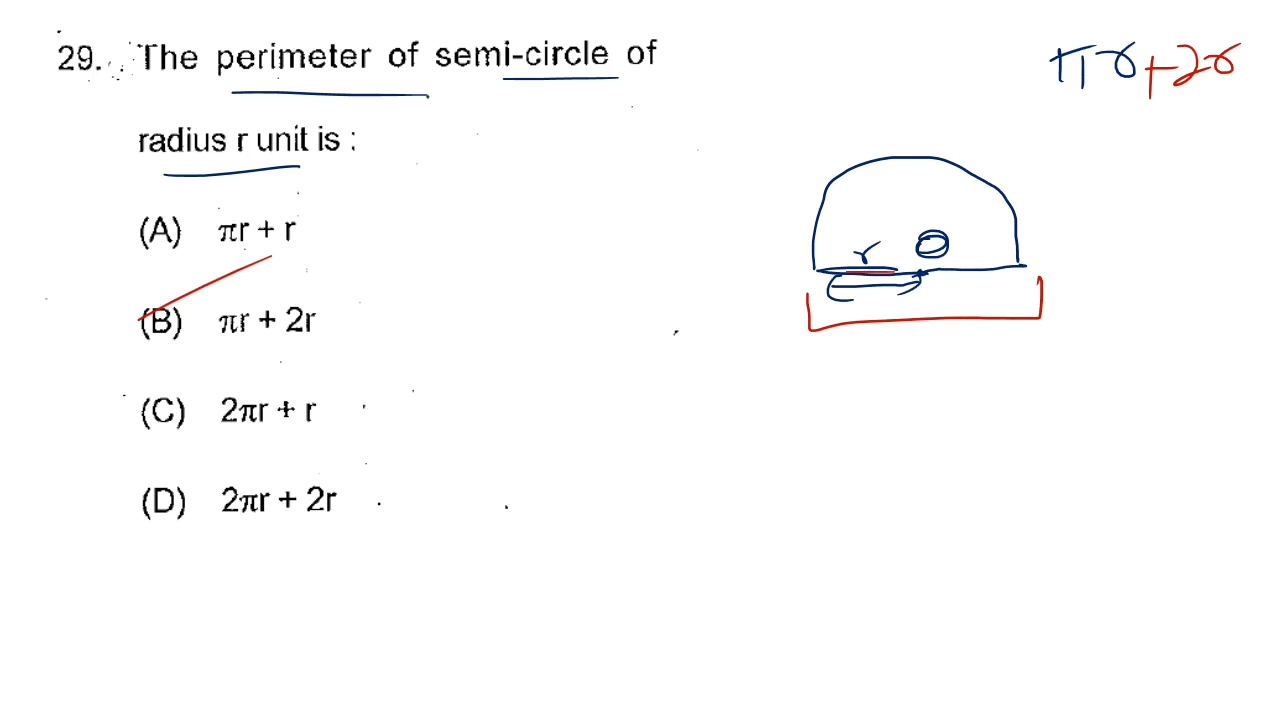 29. The perimeter of semi-circle of
radius r unit is :
(A) πr + r
(B) πr + 2r
(C) 2πr + r
(D) 2πr + 2r
πr+2r
r
O